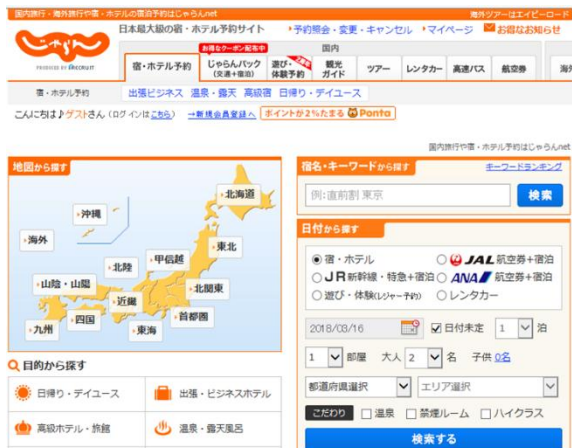 国内旅行・海外旅行や宿・ホテルの宿泊予約はじゃらんnet
海外ツアーはエイビーロード
じゃらん
PRODUCED BY RECRUIT
日本最大級の宿・ホテル予約サイト
予約照会・変更・キャンセル
マイページ
お得なお知らせ
お得なクーポン配布中
国内
宿・ホテル予約
じゃらんパック
(交通+宿泊)
遊び・体験予約
観光ガイド
ツアー
レンタカー
高速バス
航空券
海外
宿・ホテル予約
出張ビジネス 温泉・露天 高級宿 日帰り・デイユース
こんにちは♪ゲストさん (ログインはこちら) →新規会員登録へ ポイントが2%たまる Ponta
国内旅行や宿・ホテル予約はじゃらんnet
地図から探す
北海道
沖縄
海外
東北
甲信越
北陸
山陰・山陽
北関東
近畿
首都圏
四国
九州
東海
目的から探す
日帰り・デイユース
出張・ビジネスホテル
高級ホテル・旅館
温泉・露天風呂
宿名・キーワードから探す
キーワードランキング
例:直前割 東京
検索
日付から探す
宿・ホテル
JAL航空券+宿泊
JR新幹線・特急+宿泊
ANA航空券+宿泊
遊び・体験(レジャー予約)
レンタカー
2018/03/16
日付未定 1 泊
1 部屋 大人 2 名 子供 0名
都道府県選択
エリア選択
こだわり 温泉 禁煙ルーム ハイクラス
検索する